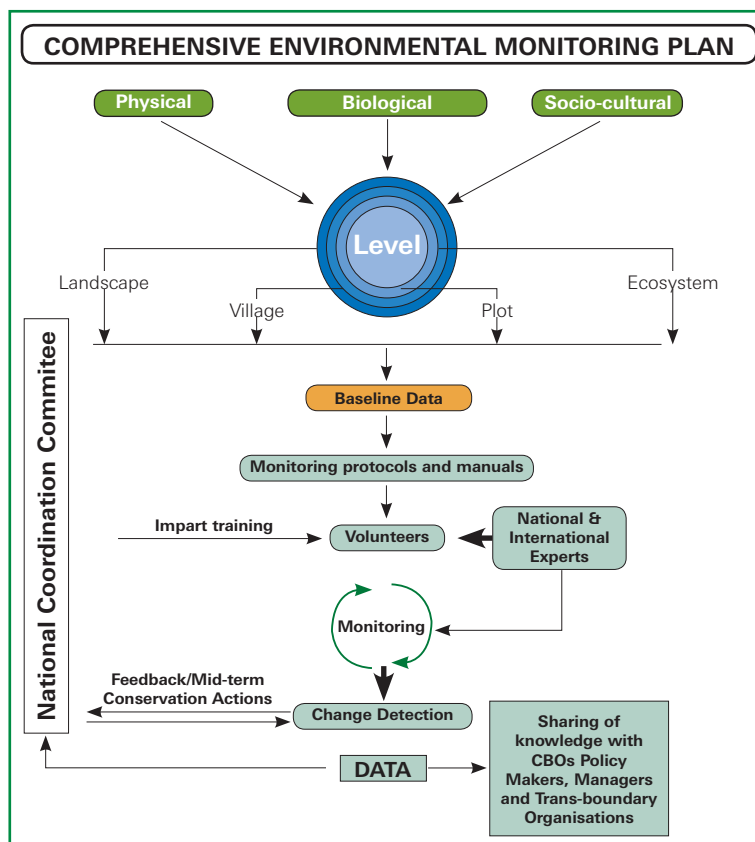 COMPREHENSIVE ENVIRONMENTAL MONITORING PLAN
Physical
Biological
Socio-cultural
Level
Landscape
Village
Plot
Ecosystem
National Coordination Commitee
Baseline Data
Monitoring protocols and manuals
Impart training
Volunteers
National &
International
Experts
Monitoring
Feedback/Mid-term
Conservation Actions
Change Detection
DATA
Sharing of
knowledge with
CBOs Policy
Makers, Managers
and Trans-boundary
Organisations